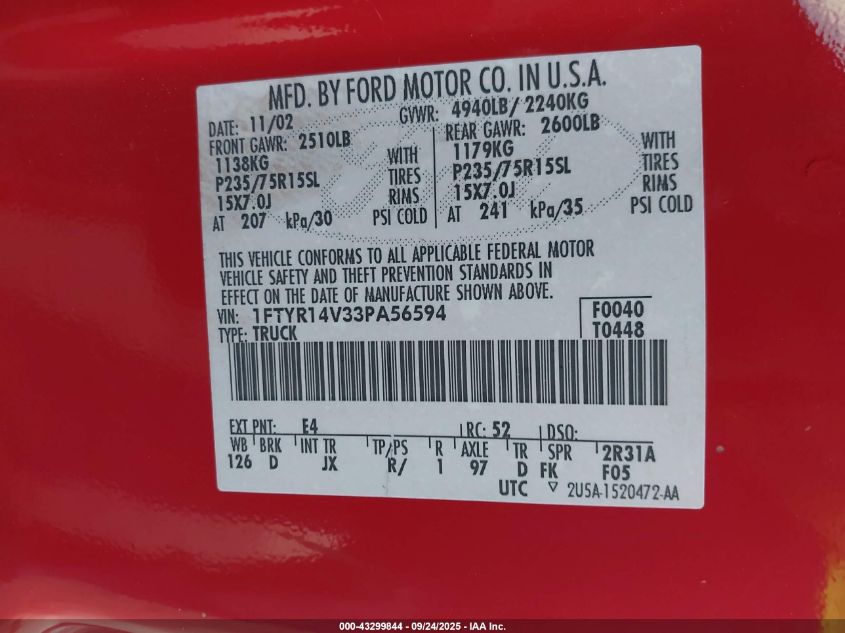 MFD. BY FORD MOTOR CO. IN U.S.A.
DATE: 11/02 GVWR: 4940LB/ 2240KG
FRONT GAWR: 2510LB REAR GAWR: 2600LB
1138KG WITH 1179KG WITH
P235/75R15SL TIRES P235/75R15SL TIRES
15X7.0J RIMS 15X7.0J RIMS
AT 207 kPa/30 PSI COLD AT 241 kPa/35 PSI COLD
THIS VEHICLE CONFORMS TO ALL APPLICABLE FEDERAL MOTOR
VEHICLE SAFETY AND THEFT PREVENTION STANDARDS IN
EFFECT ON THE DATE OF MANUFACTURE SHOWN ABOVE.
VIN: 1FTYR14V33PA56594 F0040
TYPE: TRUCK T0448
EXT PNT: E4 RC: 52 DSO:
WB BRK INT TR TP/PS R AXLE TR SPR 2R31A
126 D JX R/ 1 97 D FK F05
UTC ▽ 2U5A-1520472-AA
000-43299844 - 09/24/2025 - IAA Inc.